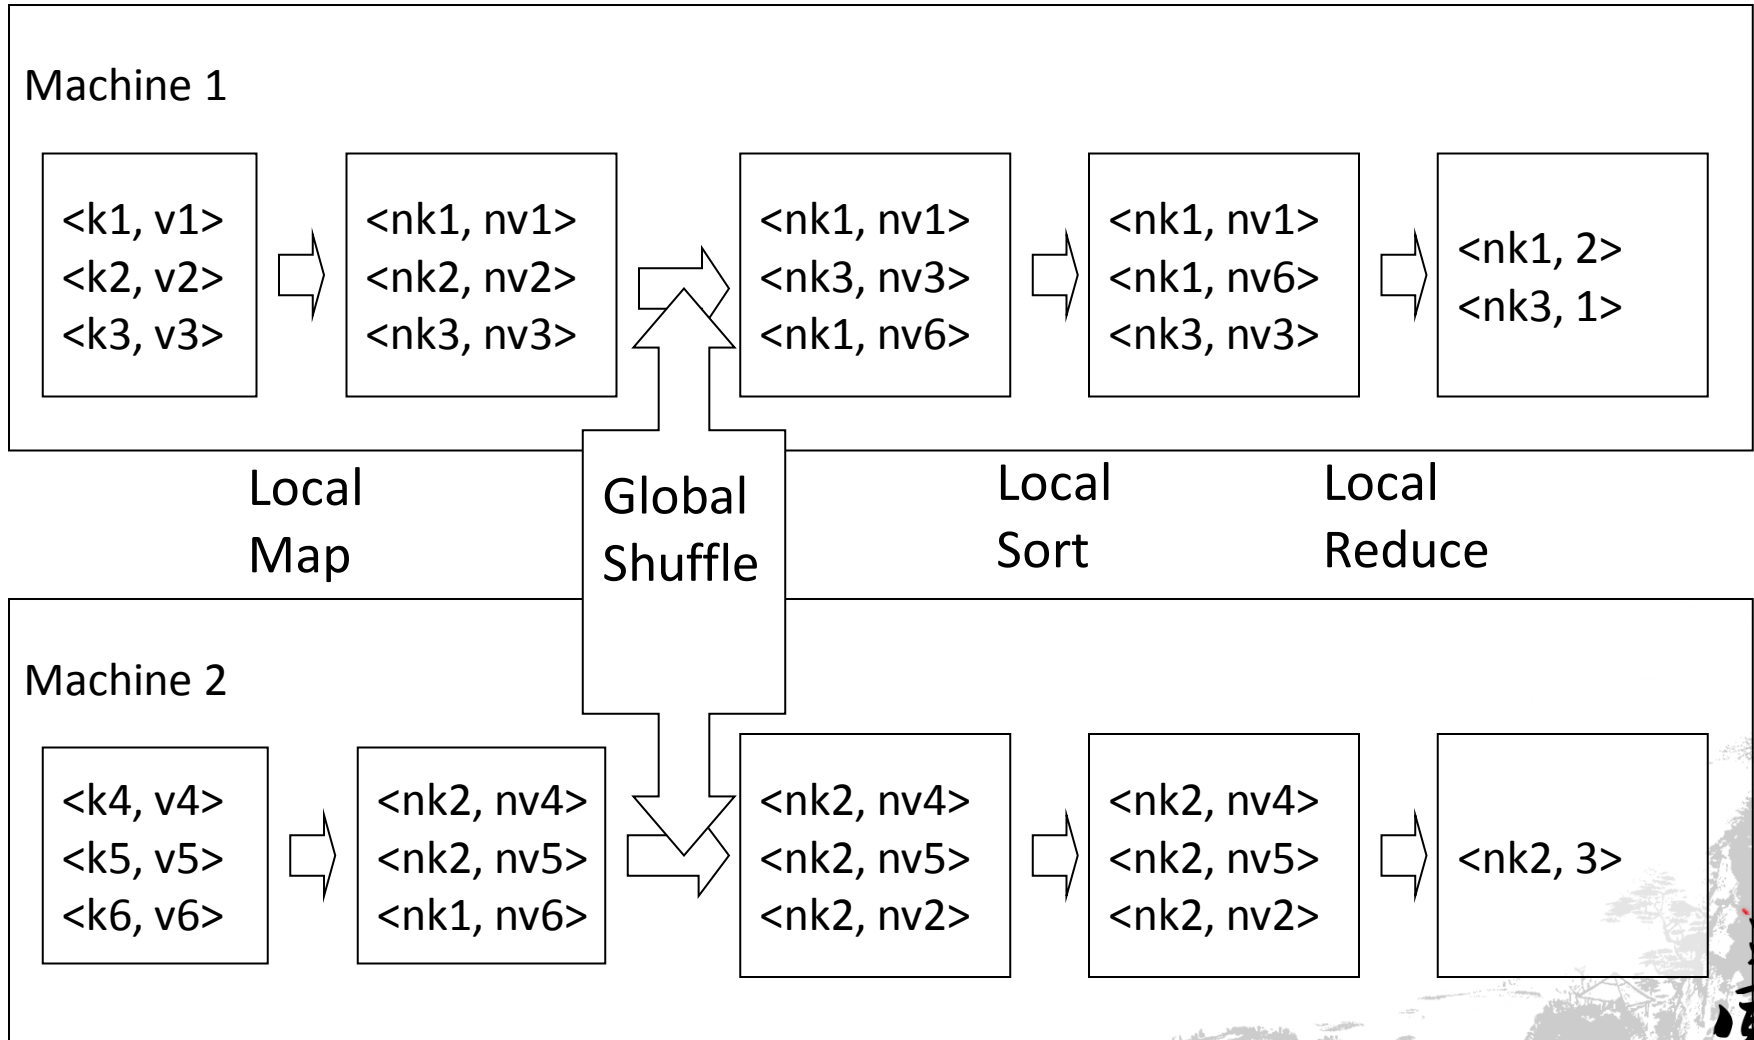 Machine 1
<k1, v1>
<k2, v2>
<k3, v3>
<nk1, nv1>
<nk2, nv2>
<nk3, nv3>
<nk1, nv1>
<nk3, nv3>
<nk1, nv6>
<nk1, nv1>
<nk1, nv6>
<nk3, nv3>
<nk1, 2>
<nk3, 1>
Local
Map
Global
Shuffle
Local
Sort
Local
Reduce
Machine 2
<k4, v4>
<k5, v5>
<k6, v6>
<nk2, nv4>
<nk2, nv5>
<nk1, nv6>
<nk2, nv4>
<nk2, nv5>
<nk2, nv2>
<nk2, nv4>
<nk2, nv5>
<nk2, nv2>
<nk2, 3>